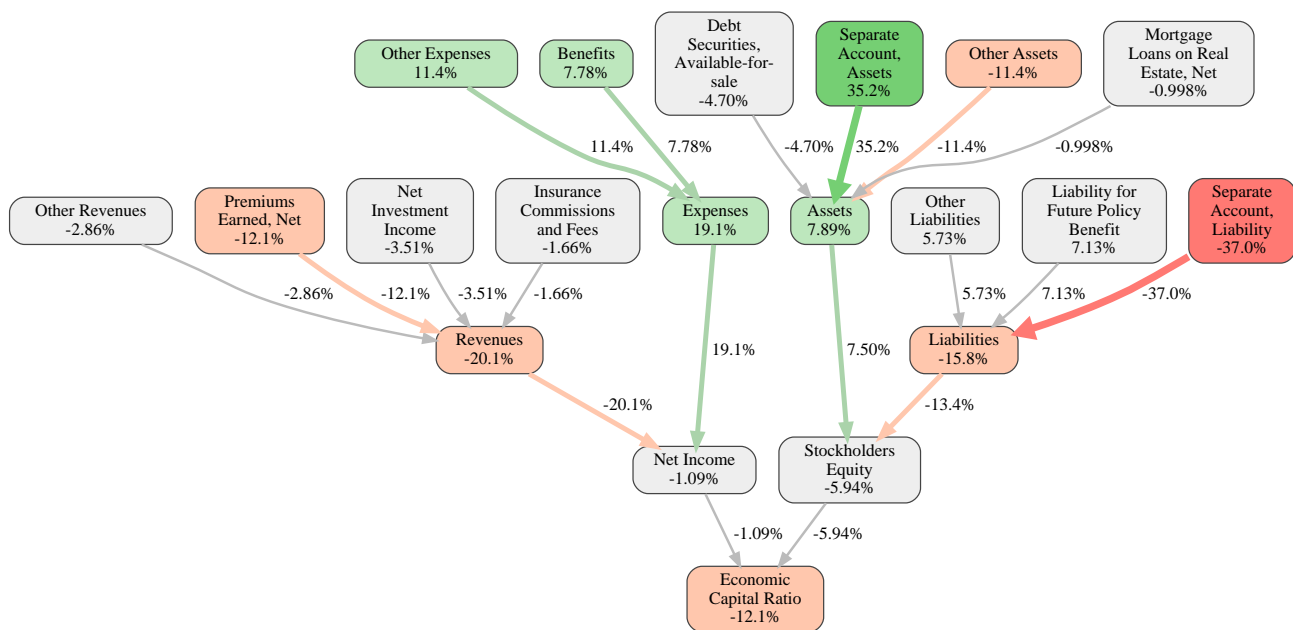 Other Expenses
11.4%
Benefits
7.78%
Debt
Securities,
Available-for-
sale
-4.70%
Separate
Account,
Assets
35.2%
Other Assets
-11.4%
Mortgage
Loans on Real
Estate, Net
-0.998%
11.4%
7.78%
-4.70%
35.2%
-11.4%
-0.998%
Other Revenues
-2.86%
Premiums
Earned, Net
-12.1%
Net
Investment
Income
-3.51%
Insurance
Commissions
and Fees
-1.66%
Expenses
19.1%
Assets
7.89%
Other
Liabilities
5.73%
Liability for
Future Policy
Benefit
7.13%
Separate
Account,
Liability
-37.0%
-2.86%
-12.1%
-3.51%
-1.66%
5.73%
7.13%
-37.0%
Revenues
-20.1%
19.1%
7.50%
Liabilities
-15.8%
-20.1%
-13.4%
Net Income
-1.09%
Stockholders
Equity
-5.94%
-1.09%
-5.94%
Economic
Capital Ratio
-12.1%